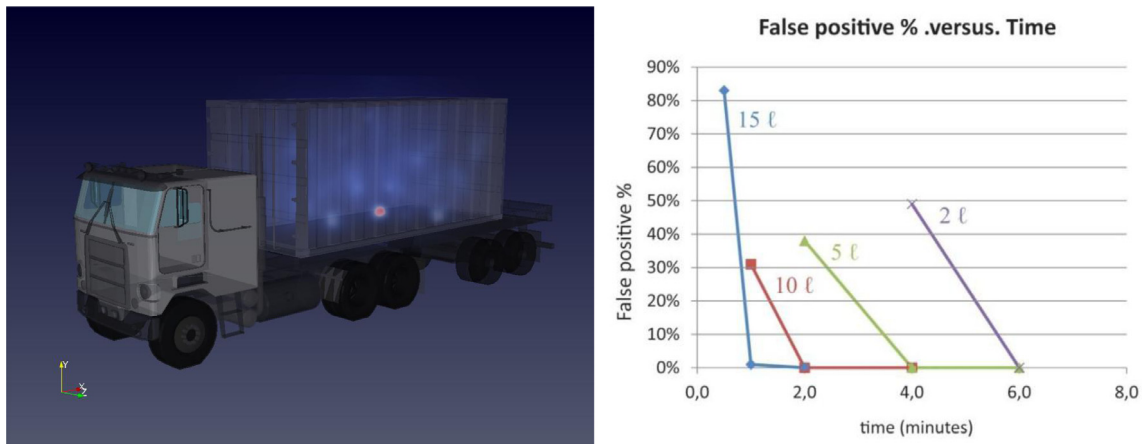 Y
X
Z
False positive % .versus. Time
False positive %
90%
80%
70%
60%
50%
40%
30%
20%
10%
0%
15 ℓ
10 ℓ
5 ℓ
2 ℓ
0,0 2,0 4,0 6,0 8,0
time (minutes)